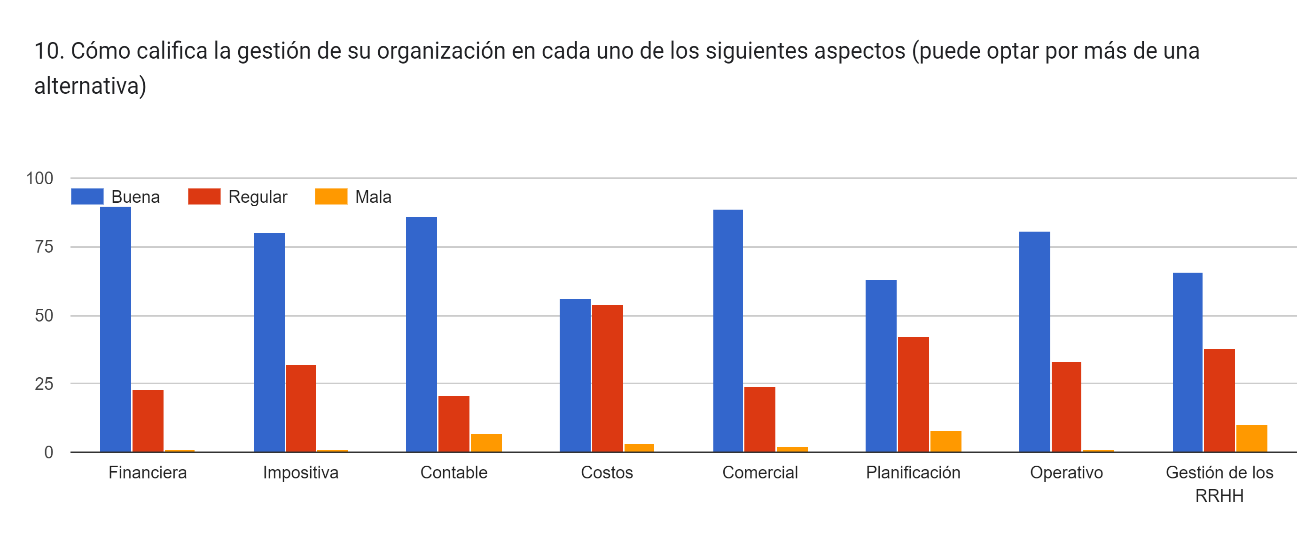 10. Cómo califica la gestión de su organización en cada uno de los siguientes aspectos (puede optar por más de una
alternativa)
100
Buena Regular Mala
75
50
25
0
Financiera Impositiva Contable Costos Comercial Planificación Operativo Gestión de los
RRHH